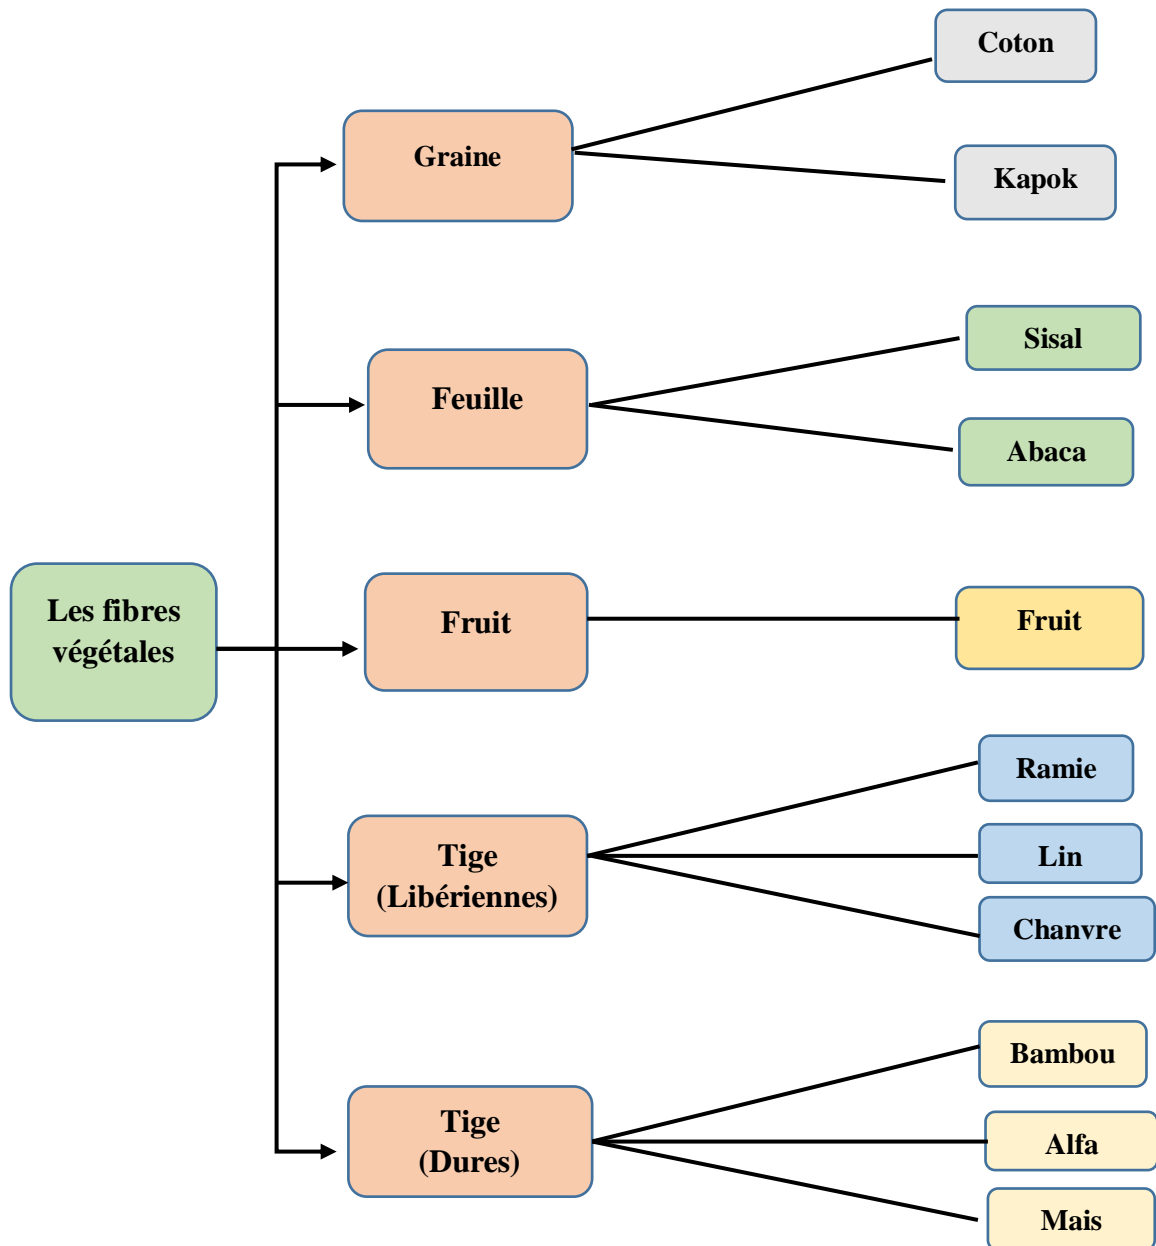 Coton
Graine
Kapok
Sisal
Feuille
Abaca
Les fibres
végétales
Fruit
Fruit
Ramie
Tige
(Libériennes)
Lin
Chanvre
Bambou
Tige
(Dures)
Alfa
Mais